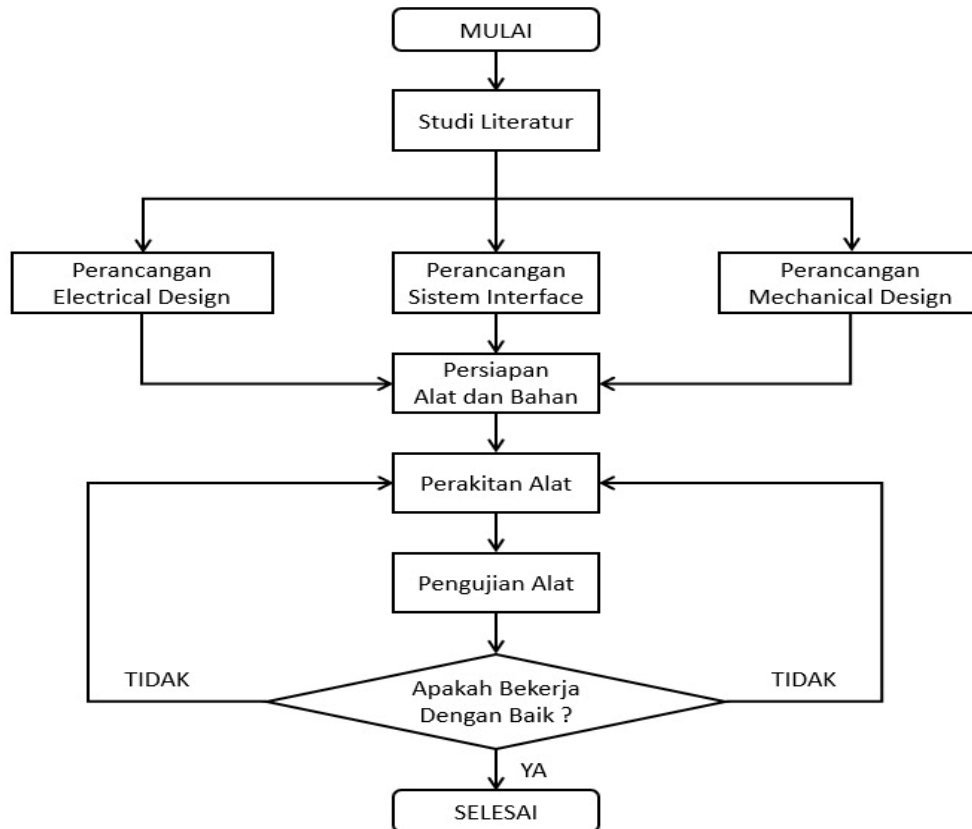 MULAI
Studi Literatur
Perancangan
Electrical Design
Perancangan
Sistem Interface
Perancangan
Mechanical Design
Persiapan
Alat dan Bahan
Perakitan Alat
Pengujian Alat
TIDAK
Apakah Bekerja
Dengan Baik ?
TIDAK
YA
SELESAI